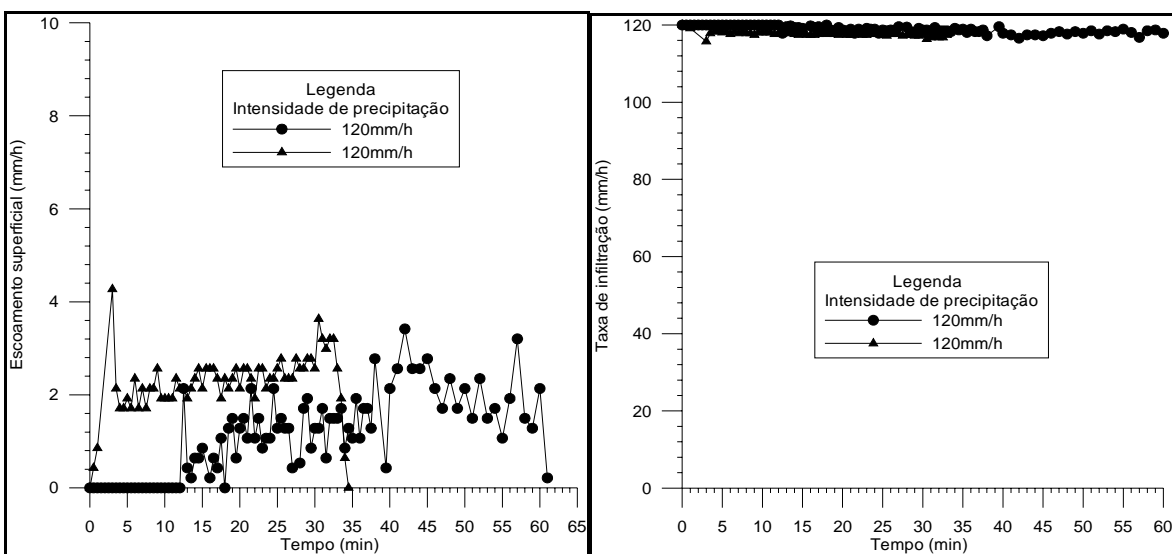 10
8
6
4
2
0
Escoamento superficial (mm/h)
Legenda
Intensidade de precipitação
120mm/h
120mm/h
0 5 10 15 20 25 30 35 40 45 50 55 60 65
Tempo (min)
120
100
80
60
40
20
0
Taxa de infiltração (mm/h)
Legenda
Intensidade de precipitação
120mm/h
120mm/h
0 5 10 15 20 25 30 35 40 45 50 55 60
Tempo (min)